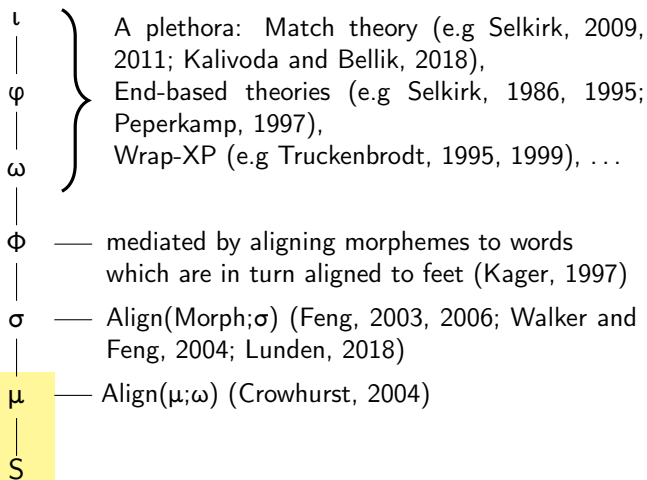 ι
A plethora: Match theory (e.g Selkirk, 2009,
2011; Kalivoda and Bellik, 2018),
φ
End-based theories (e.g Selkirk, 1986, 1995;
Peperkamp, 1997),
Wrap-XP (e.g Truckenbrodt, 1995, 1999), ...
ω
Φ mediated by aligning morphemes to words
which are in turn aligned to feet (Kager, 1997)
σ Align(Morph;σ) (Feng, 2003, 2006; Walker and
Feng, 2004; Lunden, 2018)
μ Align(μ;ω) (Crowhurst, 2004)
S